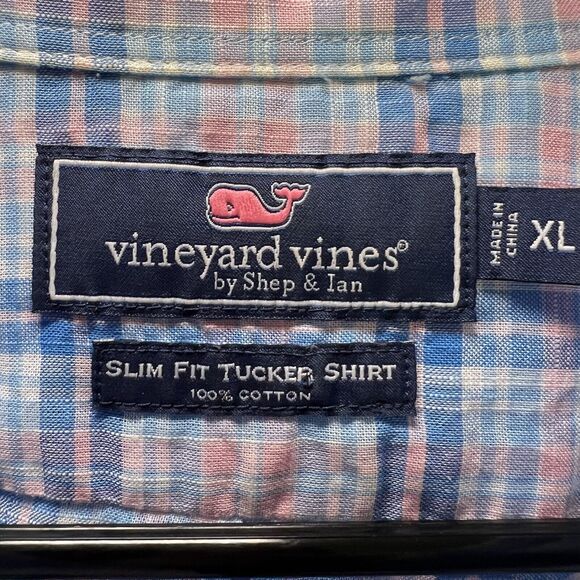 vineyard vines®
by Shep & Ian
MADE IN
CHINA
XL
SLIM FIT TUCKER SHIRT
100% COTTON